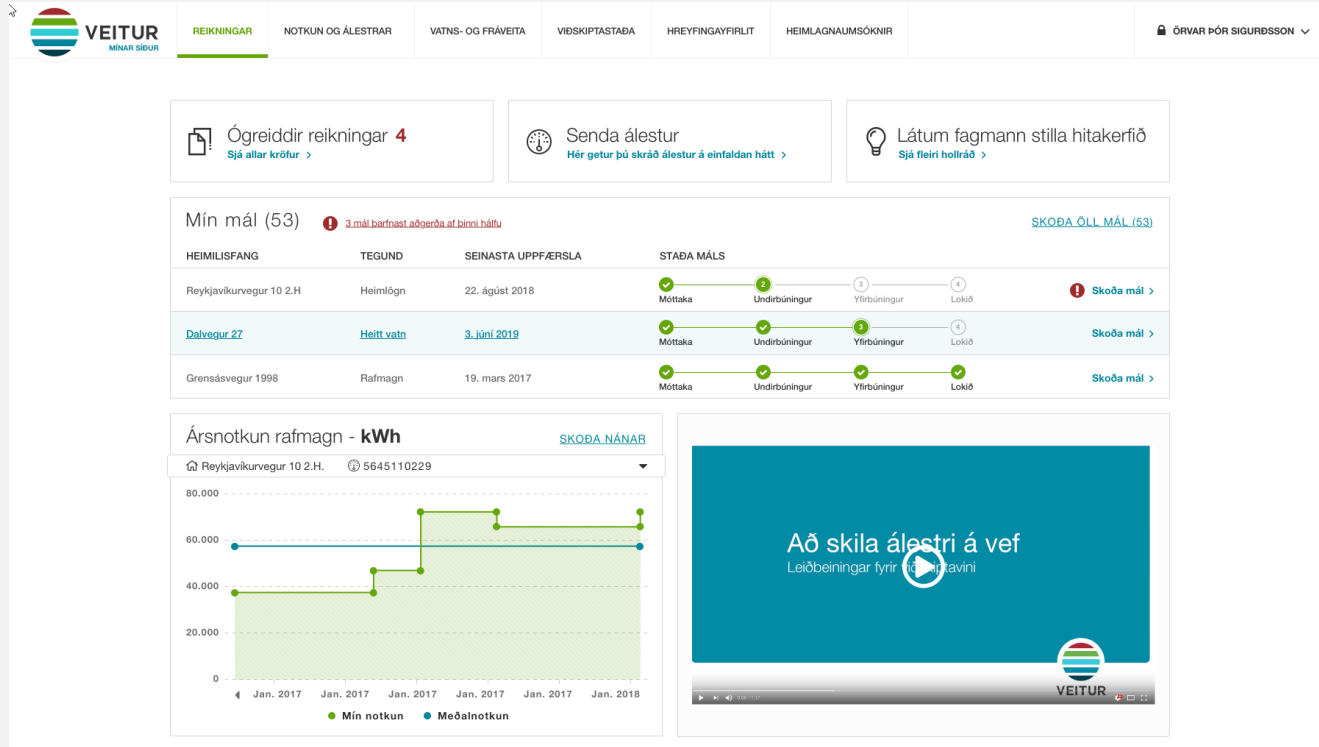 VEITUR
MÍNAR SÍÐUR
REIKNINGAR
NOTKUN OG ÁLESTRAR
VATNS- OG FRÁVEITA
VIÐSKIPTASTAÐA
HREYFINGAYFIRLIT
HEIMLAGNAUMSÓKNIR
ÖRVAR ÞÓR SIGURÐSSON
Ógreiddir reikningar 4
Sjá allar kröfur >
Senda álestur
Hér getur þú skráð álestur á einfaldan hátt >
Látum fagmann stilla hitakerfið
Sjá fleiri hollráð >
Mín mál (53)
3 mál þarfnast aðgerða af þinni hálfu
SKOÐA ÖLL MÁL (53)
HEIMILISFANG TEGUND SEINASTA UPPFÆRSLA STAÐA MÁLS
Reykjavíkurvegur 10 2.H Heimlögn 22. ágúst 2018
2 3 4
Móttaka Undirbúningur Yfirbúningur Lokið
Skoða mál >
Dalvegur 27 Heitt vatn 3. júní 2019
3 4
Móttaka Undirbúningur Yfirbúningur Lokið
Skoða mál >
Grensásvegur 1998 Rafmagn 19. mars 2017
Móttaka Undirbúningur Yfirbúningur Lokið
Skoða mál >
Ársnotkun rafmagn - kWh
SKOÐA NÁNAR
Reykjavíkurvegur 10 2.H. 5645110229
80.000
60.000
40.000
20.000
0
Jan. 2017 Jan. 2017 Jan. 2017 Jan. 2017 Jan. 2017 Jan. 2018
Mín notkun Meðalnotkun
Að skila álestri á vef
Leiðbeiningar fyrir viðskiptavini
VEITUR